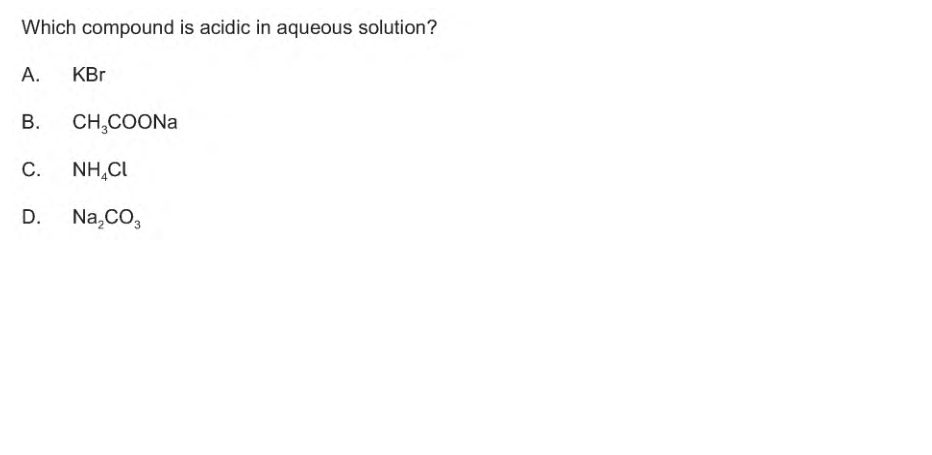 Which compound is acidic in aqueous solution?
A. KBr
B. CH₃COONa
C. NH₄Cl
D. Na₂CO₃